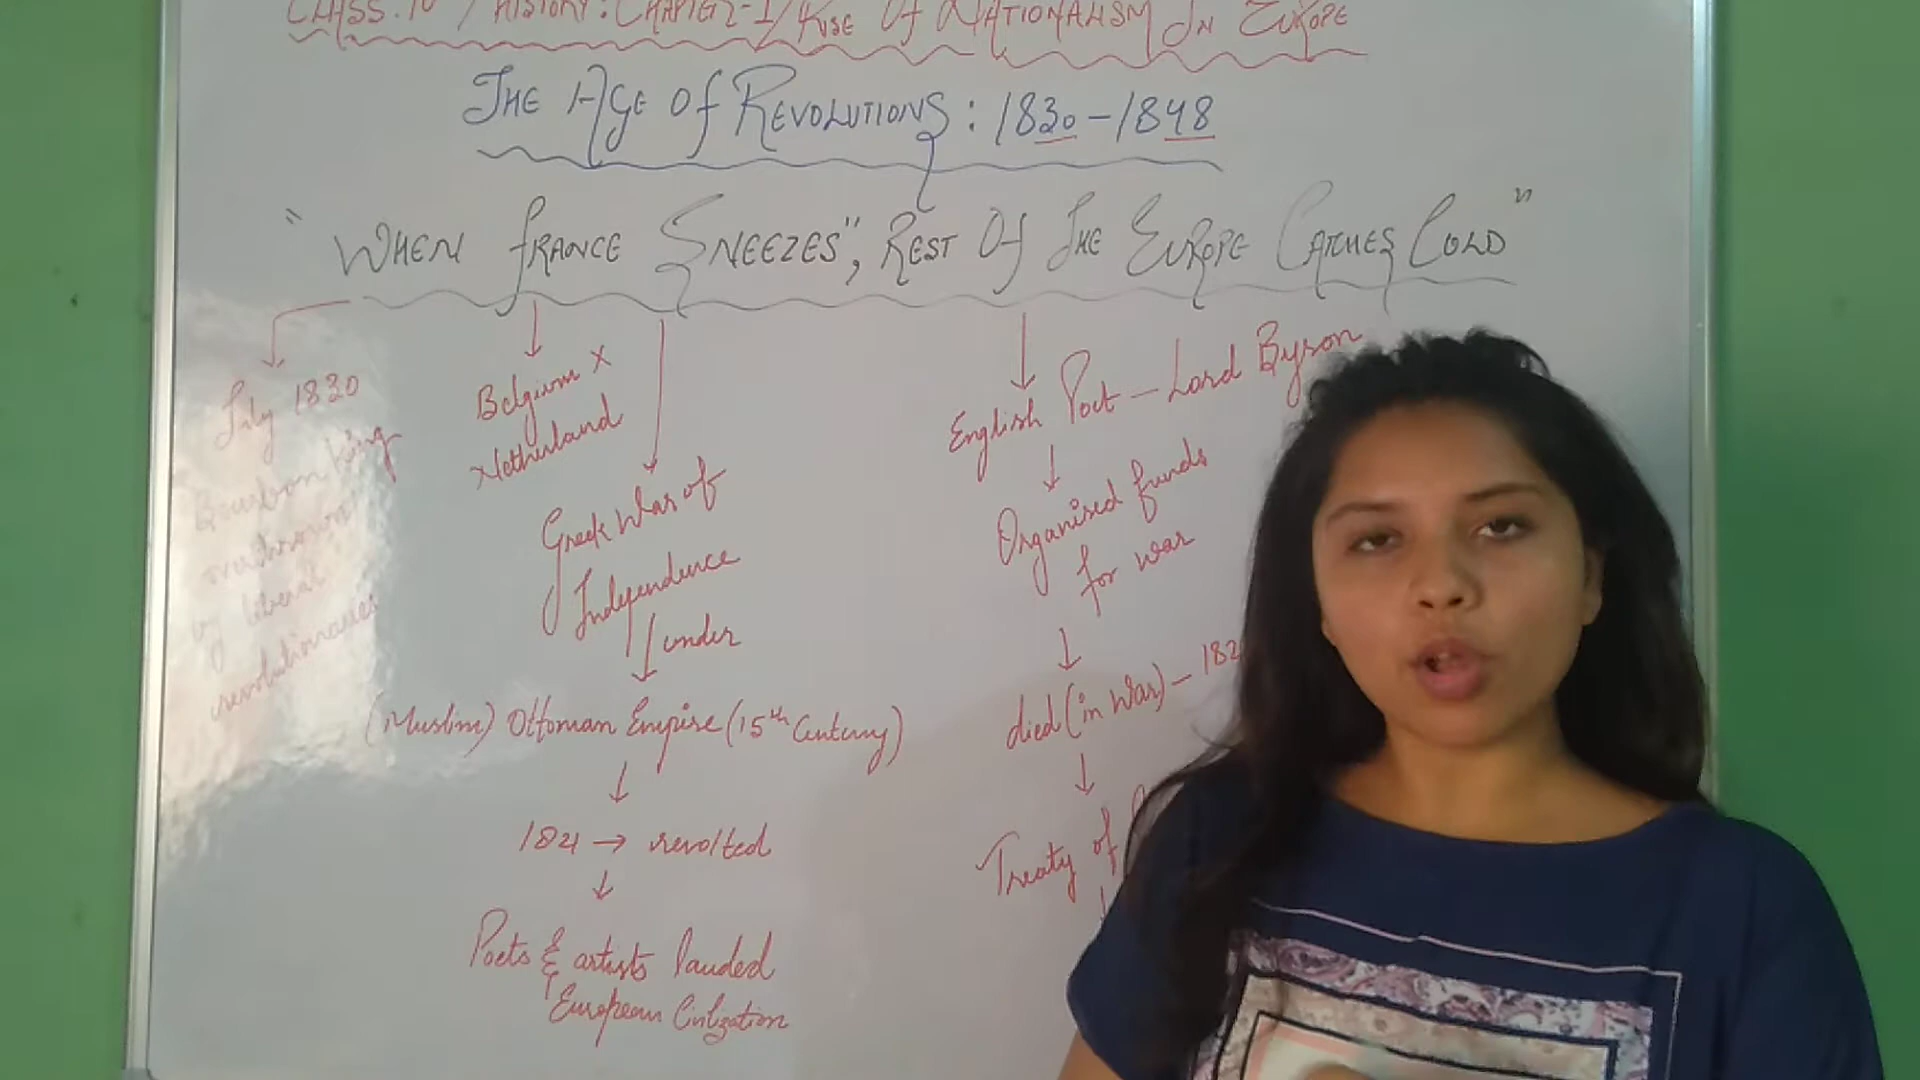 CLASS.10 / HISTORY: CHAPTER-1/ RISE OF NATIONALISM IN EUROPE
THE AGE OF REVOLUTIONS: 1830-1848
"WHEN FRANCE SNEEZES", REST OF THE EUROPE CATCHES COLD"
July 1830
Bourbon King
overthrown
by liberal
revolutionaries
Belgium x
Netherland
Greek War of
Independence
under
(Muslim) Ottoman Empire (15th Century)
1821 → revolted
Poets & artists lauded
European Civilzation
English Poet - Lord Byron
Organised funds
for war
died (in War) - 182
Treaty of